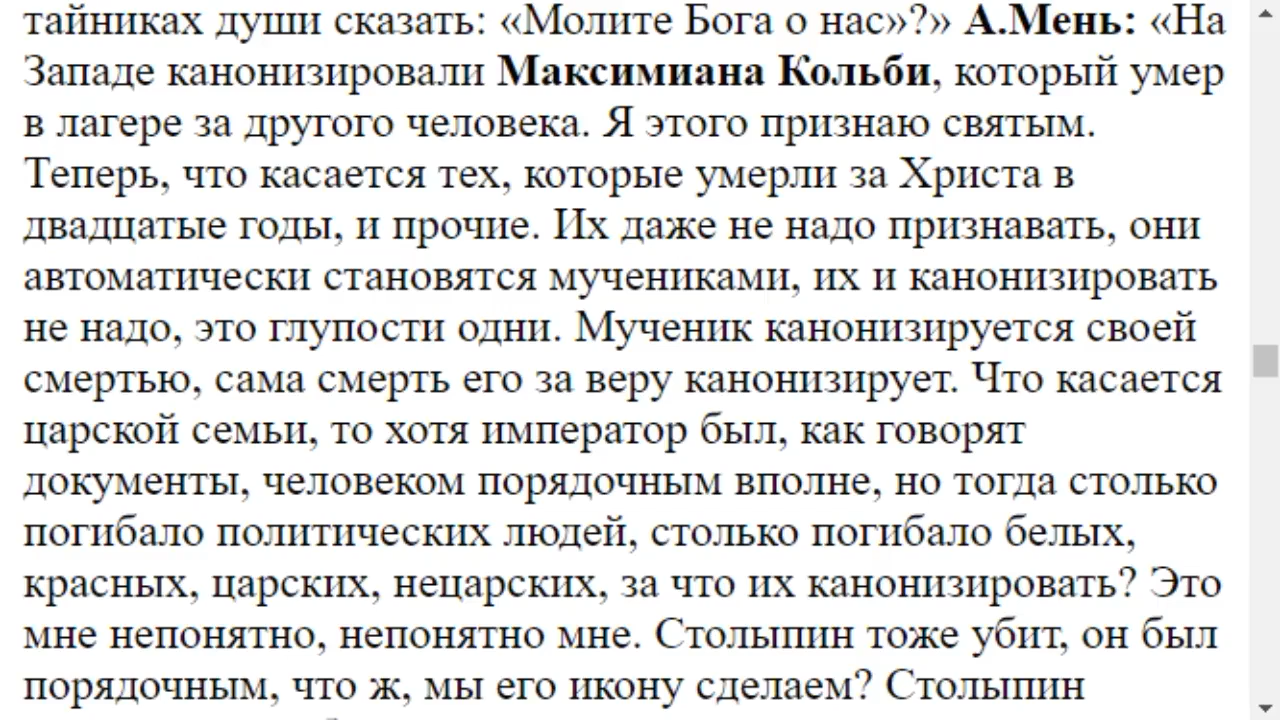 тайниках души сказать: «Молите Бога о нас»?» А.Мень: «На
Западе канонизировали Максимиана Кольби, который умер
в лагере за другого человека. Я этого признаю святым.
Теперь, что касается тех, которые умерли за Христа в
двадцатые годы, и прочие. Их даже не надо признавать, они
автоматически становятся мучениками, их и канонизировать
не надо, это глупости одни. Мученик канонизируется своей
смертью, сама смерть его за веру канонизирует. Что касается
царской семьи, то хотя император был, как говорят
документы, человеком порядочным вполне, но тогда столько
погибало политических людей, столько погибало белых,
красных, царских, нецарских, за что их канонизировать? Это
мне непонятно, непонятно мне. Столыпин тоже убит, он был
порядочным, что ж, мы его икону сделаем? Столыпин